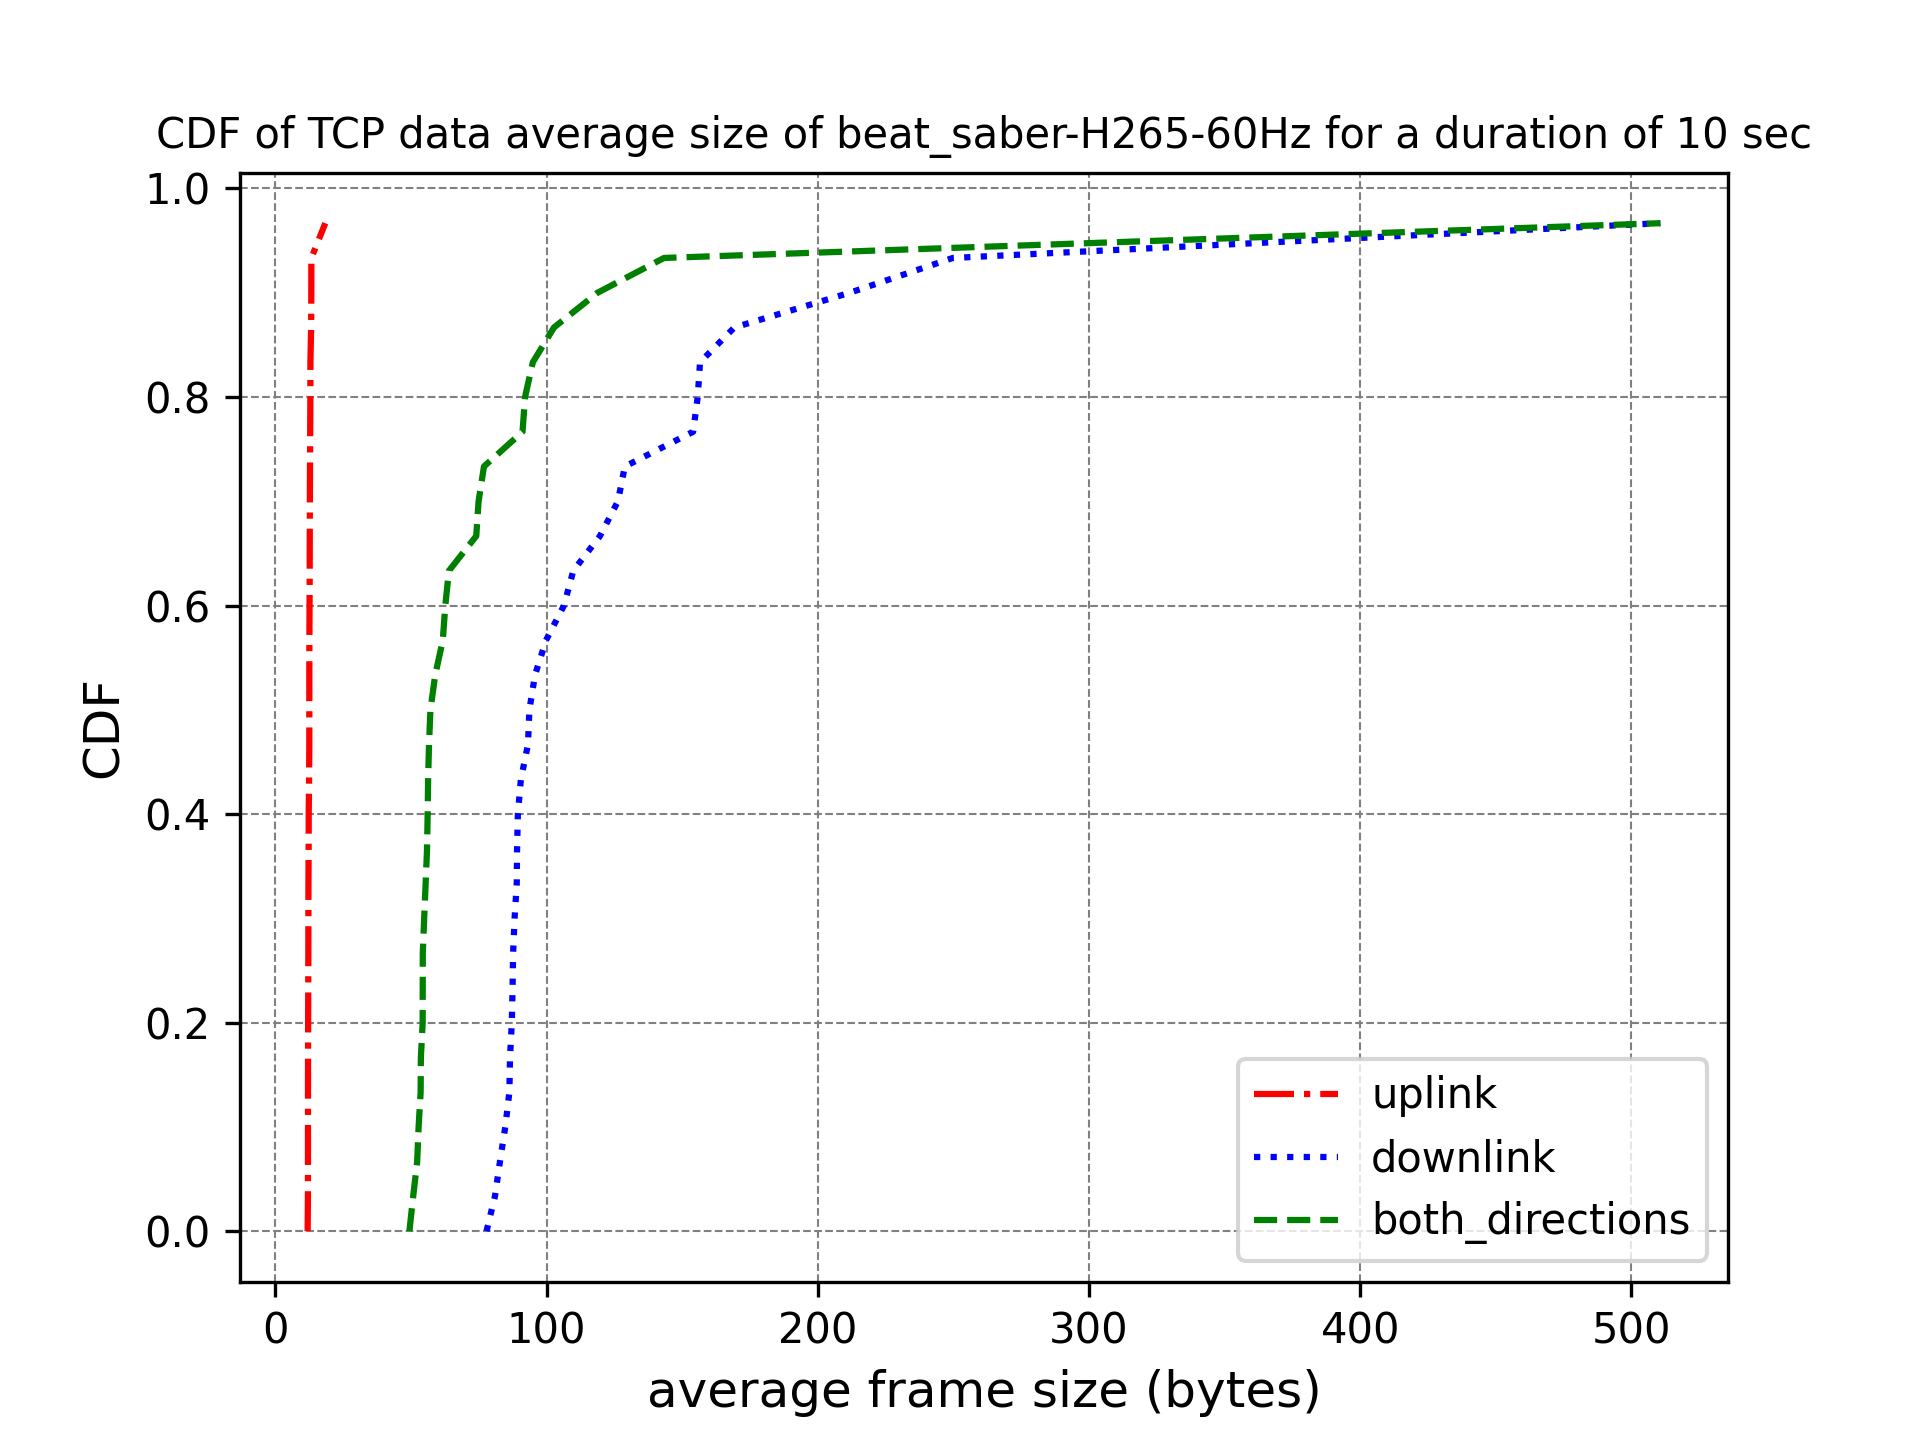 CDF of TCP data average size of beat_saber-H265-60Hz for a duration of 10 sec
1.0
0.8
0.6
0.4
0.2
0.0
CDF
uplink
downlink
both_directions
0 100 200 300 400 500
average frame size (bytes)